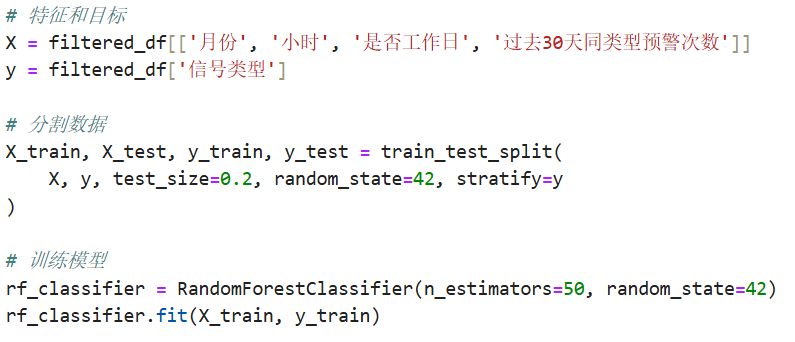 # 特征和目标
X = filtered_df[['月份', '小时', '是否工作日', '过去30天同类型预警次数']]
y = filtered_df['信号类型']
# 分割数据
X_train, X_test, y_train, y_test = train_test_split(
    X, y, test_size=0.2, random_state=42, stratify=y
)
# 训练模型
rf_classifier = RandomForestClassifier(n_estimators=50, random_state=42)
rf_classifier.fit(X_train, y_train)